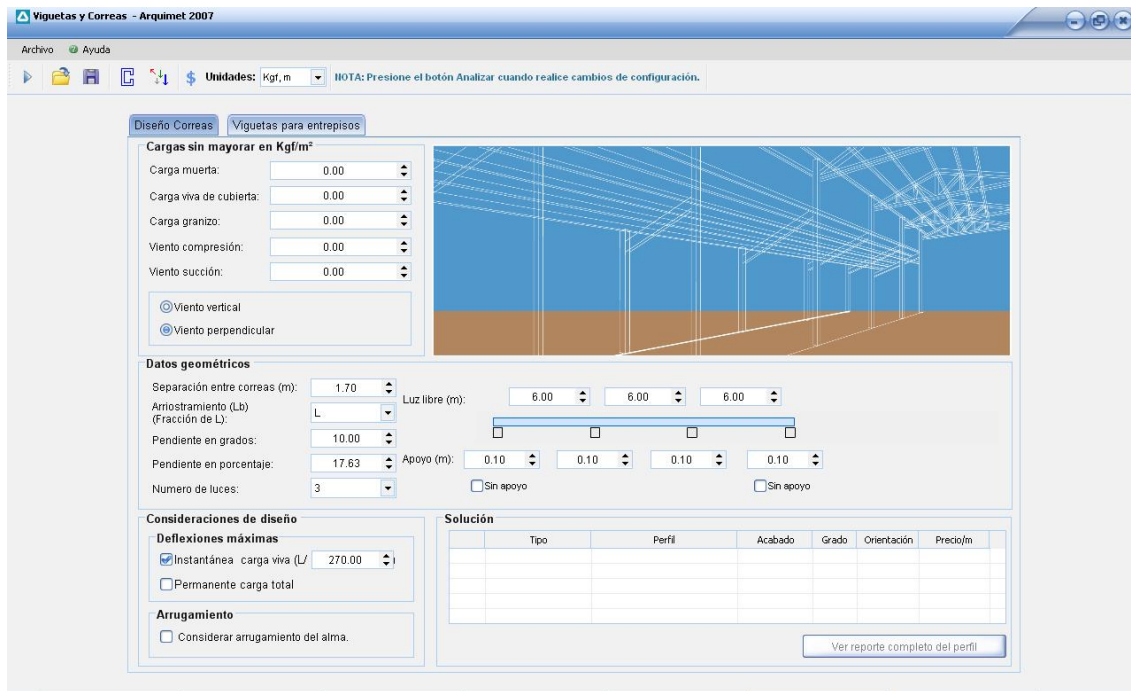 Viguetas y Correas - Arquimet 2007
Archivo Ayuda
$ Unidades: Kgf, m NOTA: Presione el botón Analizar cuando realice cambios de configuración.
Diseño Correas Viguetas para entrepisos
Cargas sin mayorar en Kgf/m²
Carga muerta: 0.00
Carga viva de cubierta: 0.00
Carga granizo: 0.00
Viento compresión: 0.00
Viento succión: 0.00
Viento vertical
Viento perpendicular
Datos geométricos
Separación entre correas (m): 1.70
Arriostramiento (Lb)
(Fracción de L): L
Pendiente en grados: 10.00
Pendiente en porcentaje: 17.63
Numero de luces: 3
Luz libre (m): 6.00 6.00 6.00
Apoyo (m): 0.10 0.10 0.10 0.10
Sin apoyo Sin apoyo
Consideraciones de diseño
Deflexiones máximas
Instantánea carga viva (L/ 270.00 )
Permanente carga total
Arrugamiento
Considerar arrugamiento del alma.
Solución
Tipo Perfil Acabado Grado Orientación Precio/m
Ver reporte completo del perfil